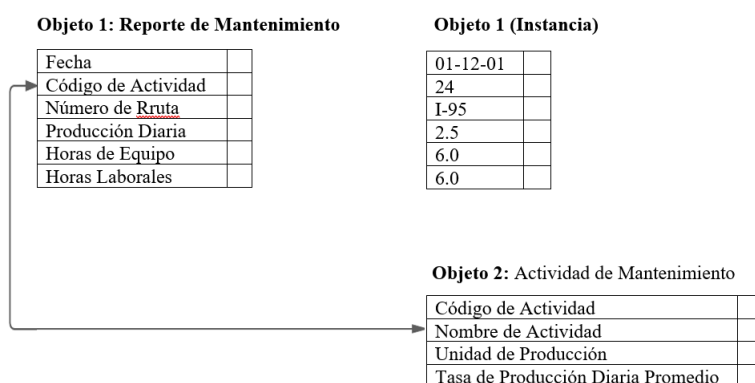 Objeto 1: Reporte de Mantenimiento
Fecha
Código de Actividad
Número de Rruta
Producción Diaria
Horas de Equipo
Horas Laborales
Objeto 1 (Instancia)
01-12-01
24
I-95
2.5
6.0
6.0
Objeto 2: Actividad de Mantenimiento
Código de Actividad
Nombre de Actividad
Unidad de Producción
Tasa de Producción Diaria Promedio